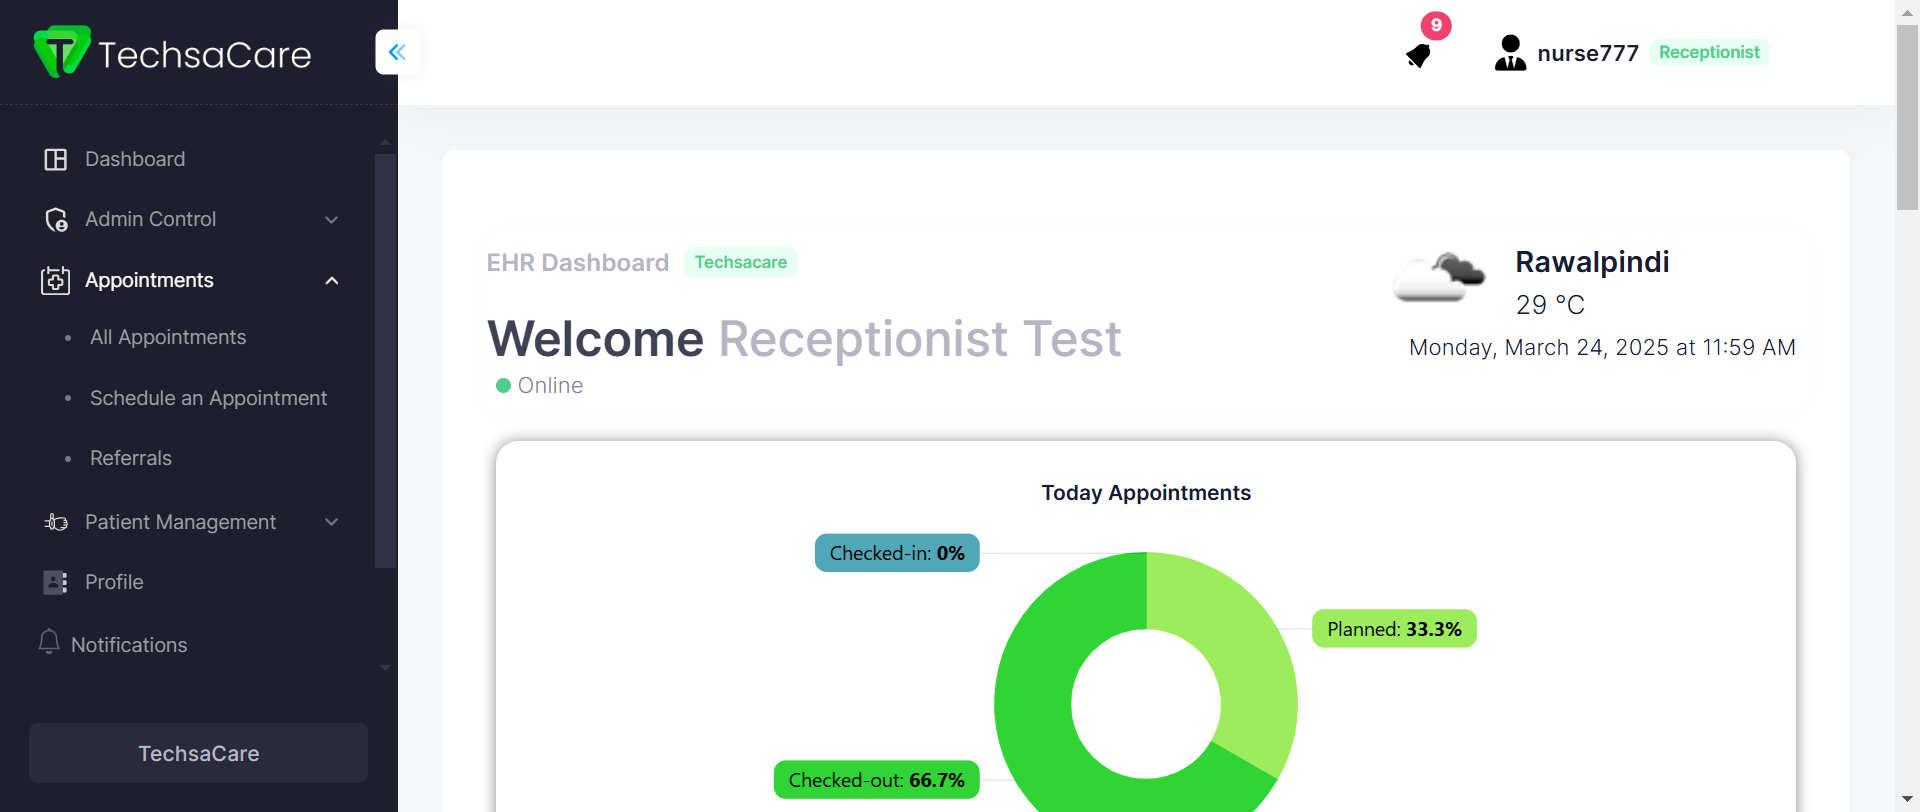 TechsaCare
9
nurse777 Receptionist
Dashboard
Admin Control
Appointments
All Appointments
Schedule an Appointment
Referrals
Patient Management
Profile
Notifications
TechsaCare
EHR Dashboard Techsacare
Welcome Receptionist Test
Online
Rawalpindi
29 °C
Monday, March 24, 2025 at 11:59 AM
Today Appointments
Checked-in: 0%
Planned: 33.3%
Checked-out: 66.7%